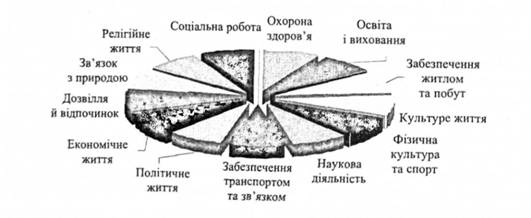 Соціальна робота
Охорона
здоров'я
Освіта
і виховання
Забезпечення
житлом
та побут
Культуре життя
Фізична
культура
та спорт
Наукова
діяльність
Забезпечення
транспортом
та зв'язком
Політичне
життя
Економічне
життя
Дозвілля
й відпочинок
Зв'язок
з природою
Релігійне
життя